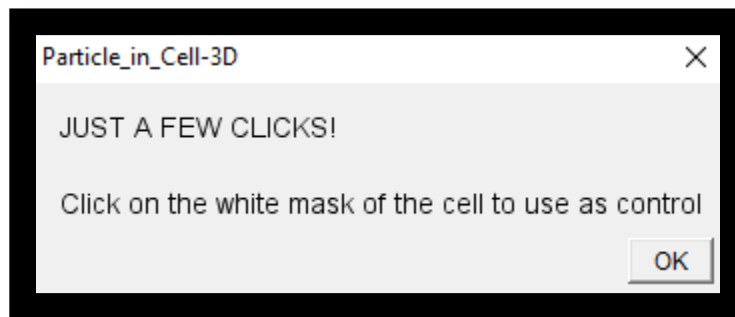 Particle_in_Cell-3D
JUST A FEW CLICKS!
Click on the white mask of the cell to use as control
OK